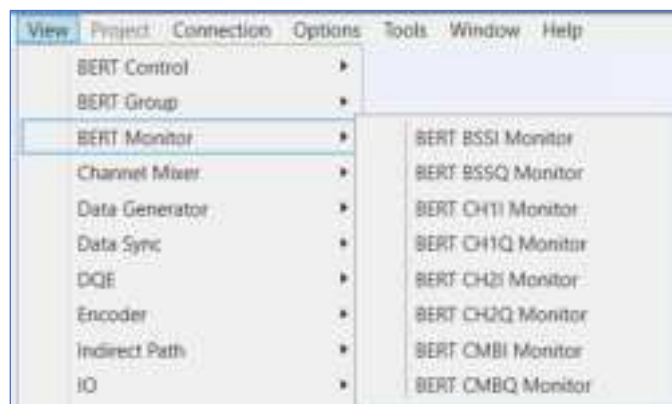 View Project Connection Options Tools Window Help
BERT Control
BERT Group
BERT Monitor
Channel Mixer
Data Generator
Data Sync
DQE
Encoder
Indirect Path
IO
BERT BSSI Monitor
BERT BSSQ Monitor
BERT CH1I Monitor
BERT CH1Q Monitor
BERT CH2I Monitor
BERT CH2Q Monitor
BERT CMBI Monitor
BERT CMBQ Monitor